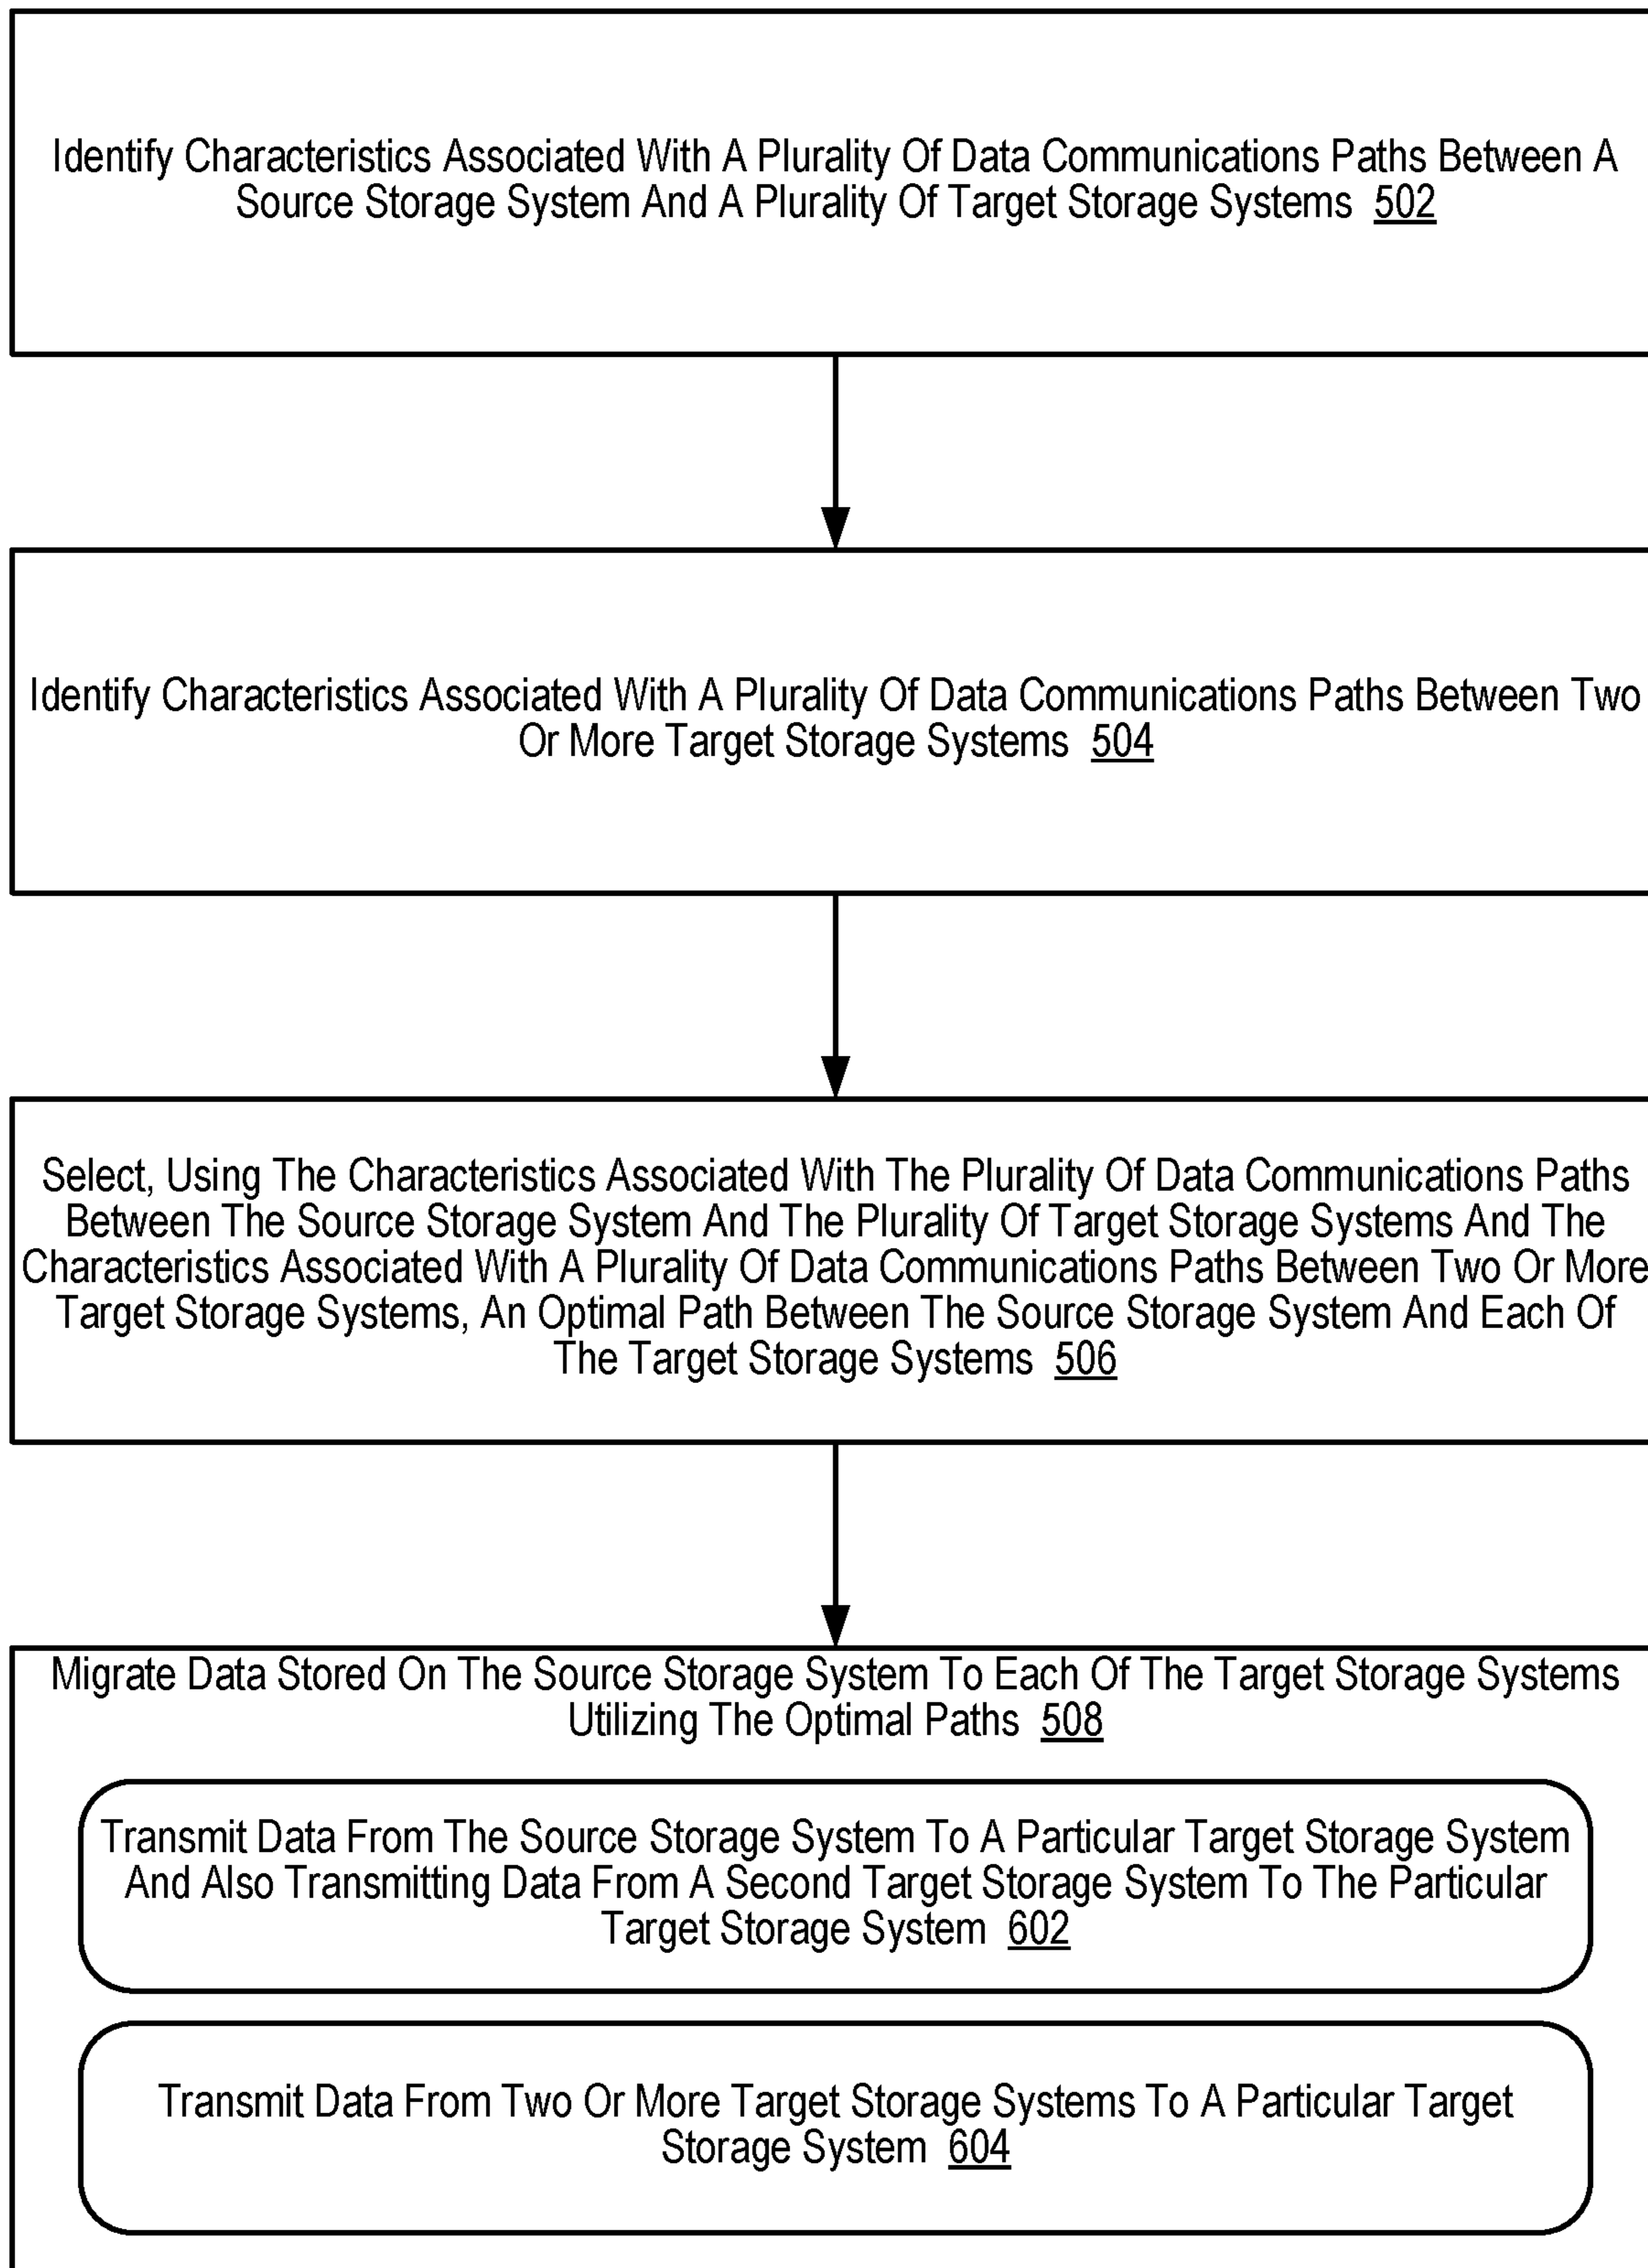 Identify Characteristics Associated With A Plurality Of Data Communications Paths Between A
Source Storage System And A Plurality Of Target Storage Systems 502
Identify Characteristics Associated With A Plurality Of Data Communications Paths Between Two
Or More Target Storage Systems 504
Select, Using The Characteristics Associated With The Plurality Of Data Communications Paths
Between The Source Storage System And The Plurality Of Target Storage Systems And The
Characteristics Associated With A Plurality Of Data Communications Paths Between Two Or More
Target Storage Systems, An Optimal Path Between The Source Storage System And Each Of
The Target Storage Systems 506
Migrate Data Stored On The Source Storage System To Each Of The Target Storage Systems
Utilizing The Optimal Paths 508
Transmit Data From The Source Storage System To A Particular Target Storage System
And Also Transmitting Data From A Second Target Storage System To The Particular
Target Storage System 602
Transmit Data From Two Or More Target Storage Systems To A Particular Target
Storage System 604